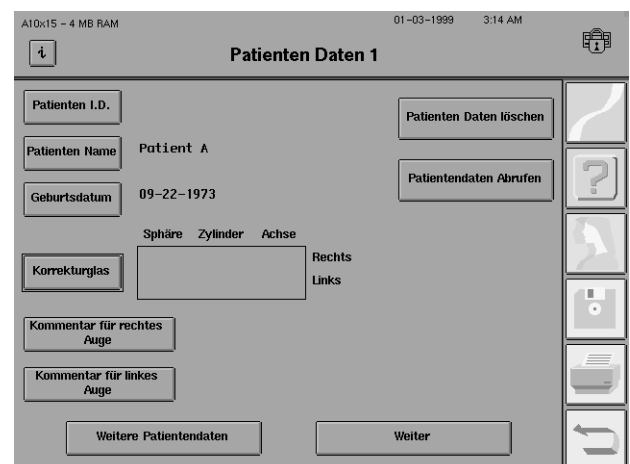 A10x15 - 4 MB RAM
01-03-1999 3:14 AM
i
Patienten Daten 1
Patienten I.D.
Patienten Daten löschen
Patienten Name
Patient A
Patientendaten Abrufen
Geburtsdatum
09-22-1973
Sphäre Zylinder Achse
Korrekturglas
Rechts
Links
Kommentar für rechtes
Auge
Kommentar für linkes
Auge
Weitere Patientendaten
Weiter
?